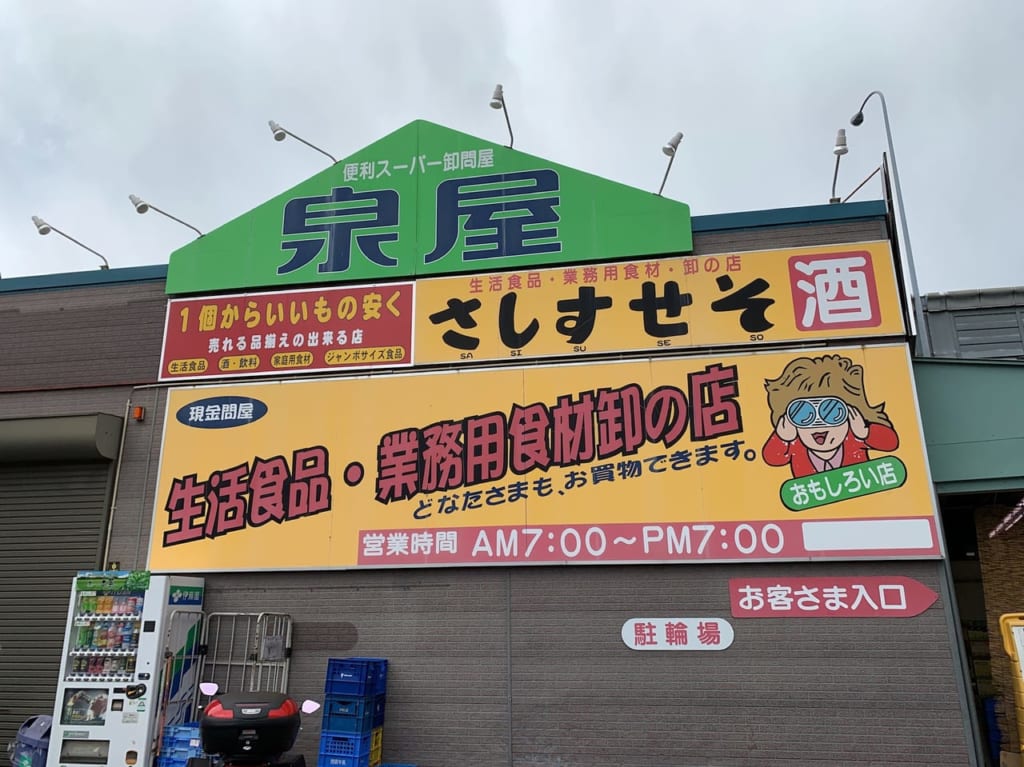 便利スーパー卸問屋
泉屋
1個からいいもの安く
売れる品揃えの出来る店
生活食品 酒・飲料 家庭用食材 ジャンボサイズ食品
生活食品・業務用食材・卸の店
さしすせそ
SA SI SU SE SO
酒
現金問屋
生活食品・業務用食材卸の店
どなたさまも、お買物できます。
おもしろい店
営業時間 AM7:00～PM7:00
お客さま入口
駐輪場
伊藤園